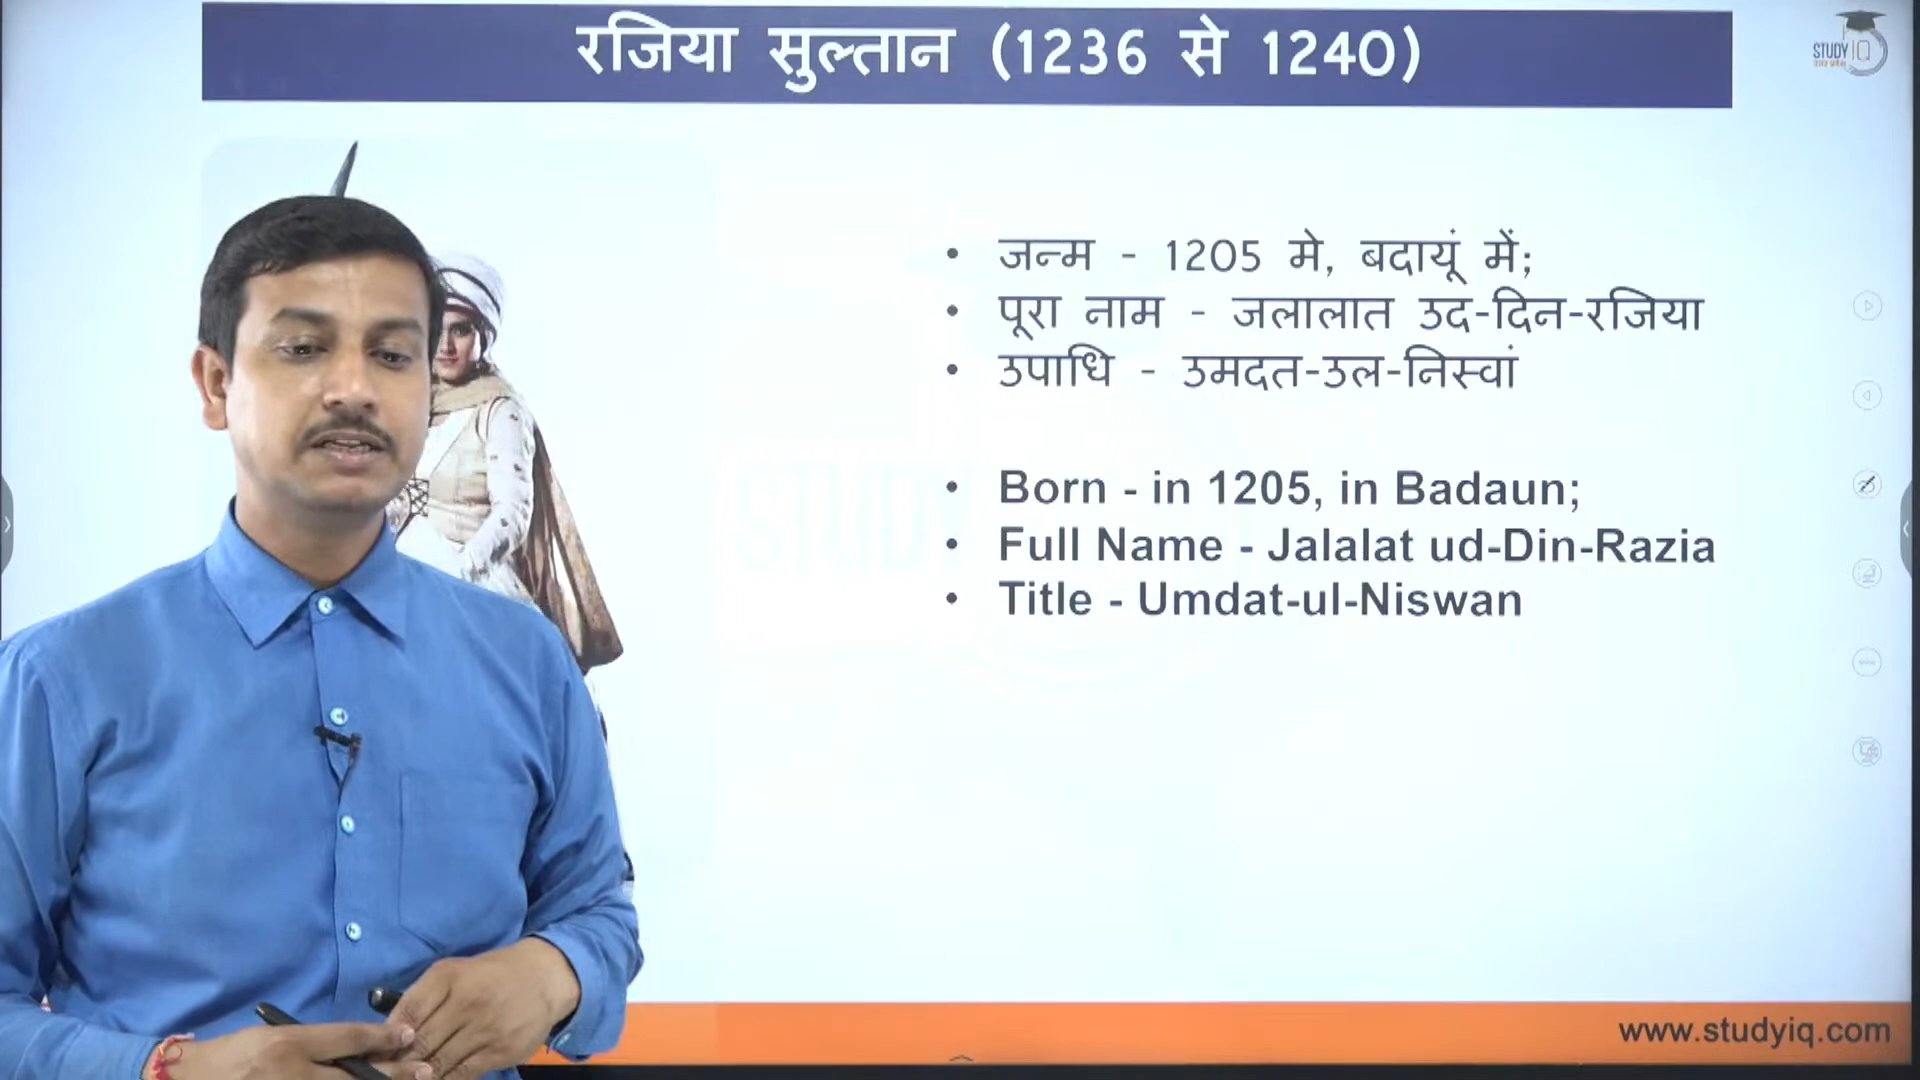 रजिया सुल्तान (1236 से 1240)
STUDY IQ
• जन्म - 1205 मे, बदायूं में;
• पूरा नाम - जलालात उद-दिन-रजिया
• उपाधि - उमदत-उल-निस्वां
• Born - in 1205, in Badaun;
• Full Name - Jalalat ud-Din-Razia
• Title - Umdat-ul-Niswan
STUDY
www.studyiq.com